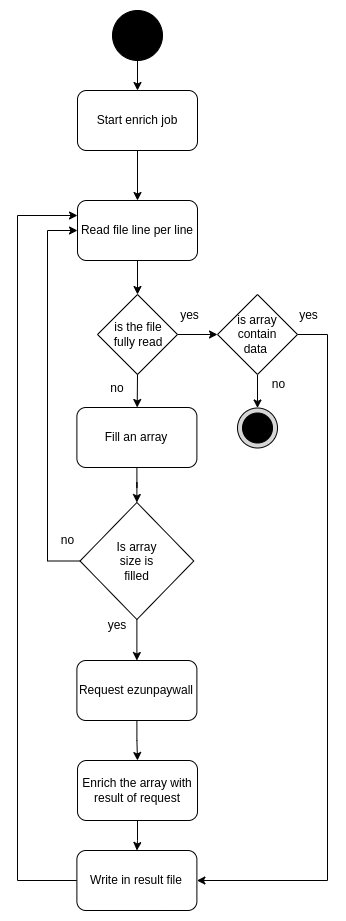 Start enrich job
Read file line per line
is the file
fully read
yes
is array
contain
data
yes
no
no
Fill an array
Is array
size is
filled
no
yes
Request ezunpaywall
Enrich the array with
result of request
Write in result file